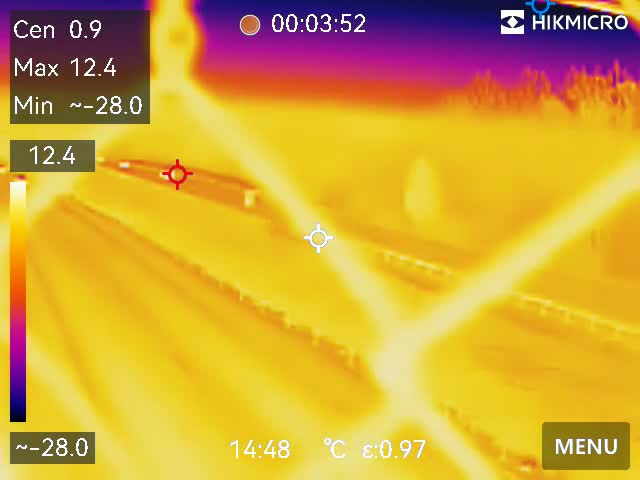 Cen 0.9
00:03:52
HIKMICRO
Max 12.4
Min ~-28.0
12.4
~-28.0
14:48 ℃ ε:0.97
MENU